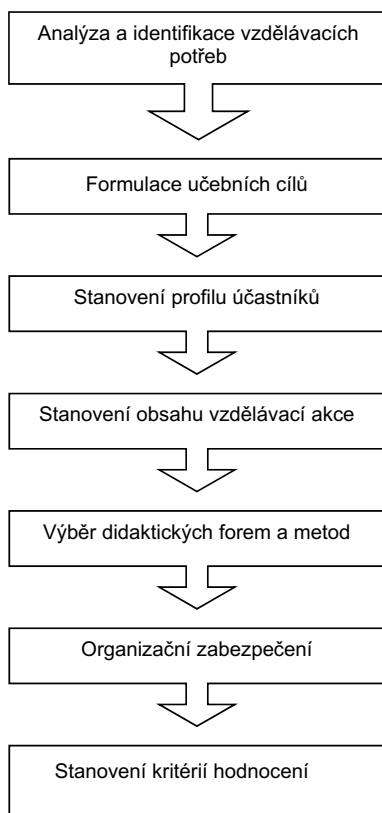 Analýza a identifikace vzdělávacích
potřeb
Formulace učebních cílů
Stanovení profilu účastníků
Stanovení obsahu vzdělávací akce
Výběr didaktických forem a metod
Organizační zabezpečení
Stanovení kritérií hodnocení